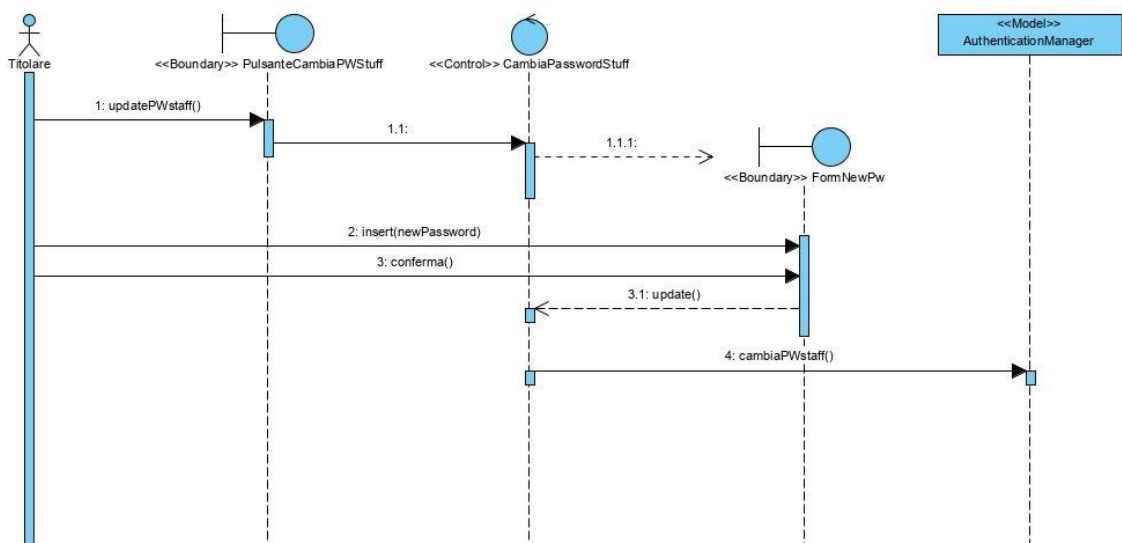 <<Model>>
AuthenticationManager
Titolare
<<Boundary>> PulsanteCambiaPWStuff
<<Control>> CambiaPasswordStuff
1: updatePWstaff()
1.1:
1.1.1:
<<Boundary>> FormNewPw
2: insert(newPassword)
3: conferma()
3.1: update()
4: cambiaPWstaff()